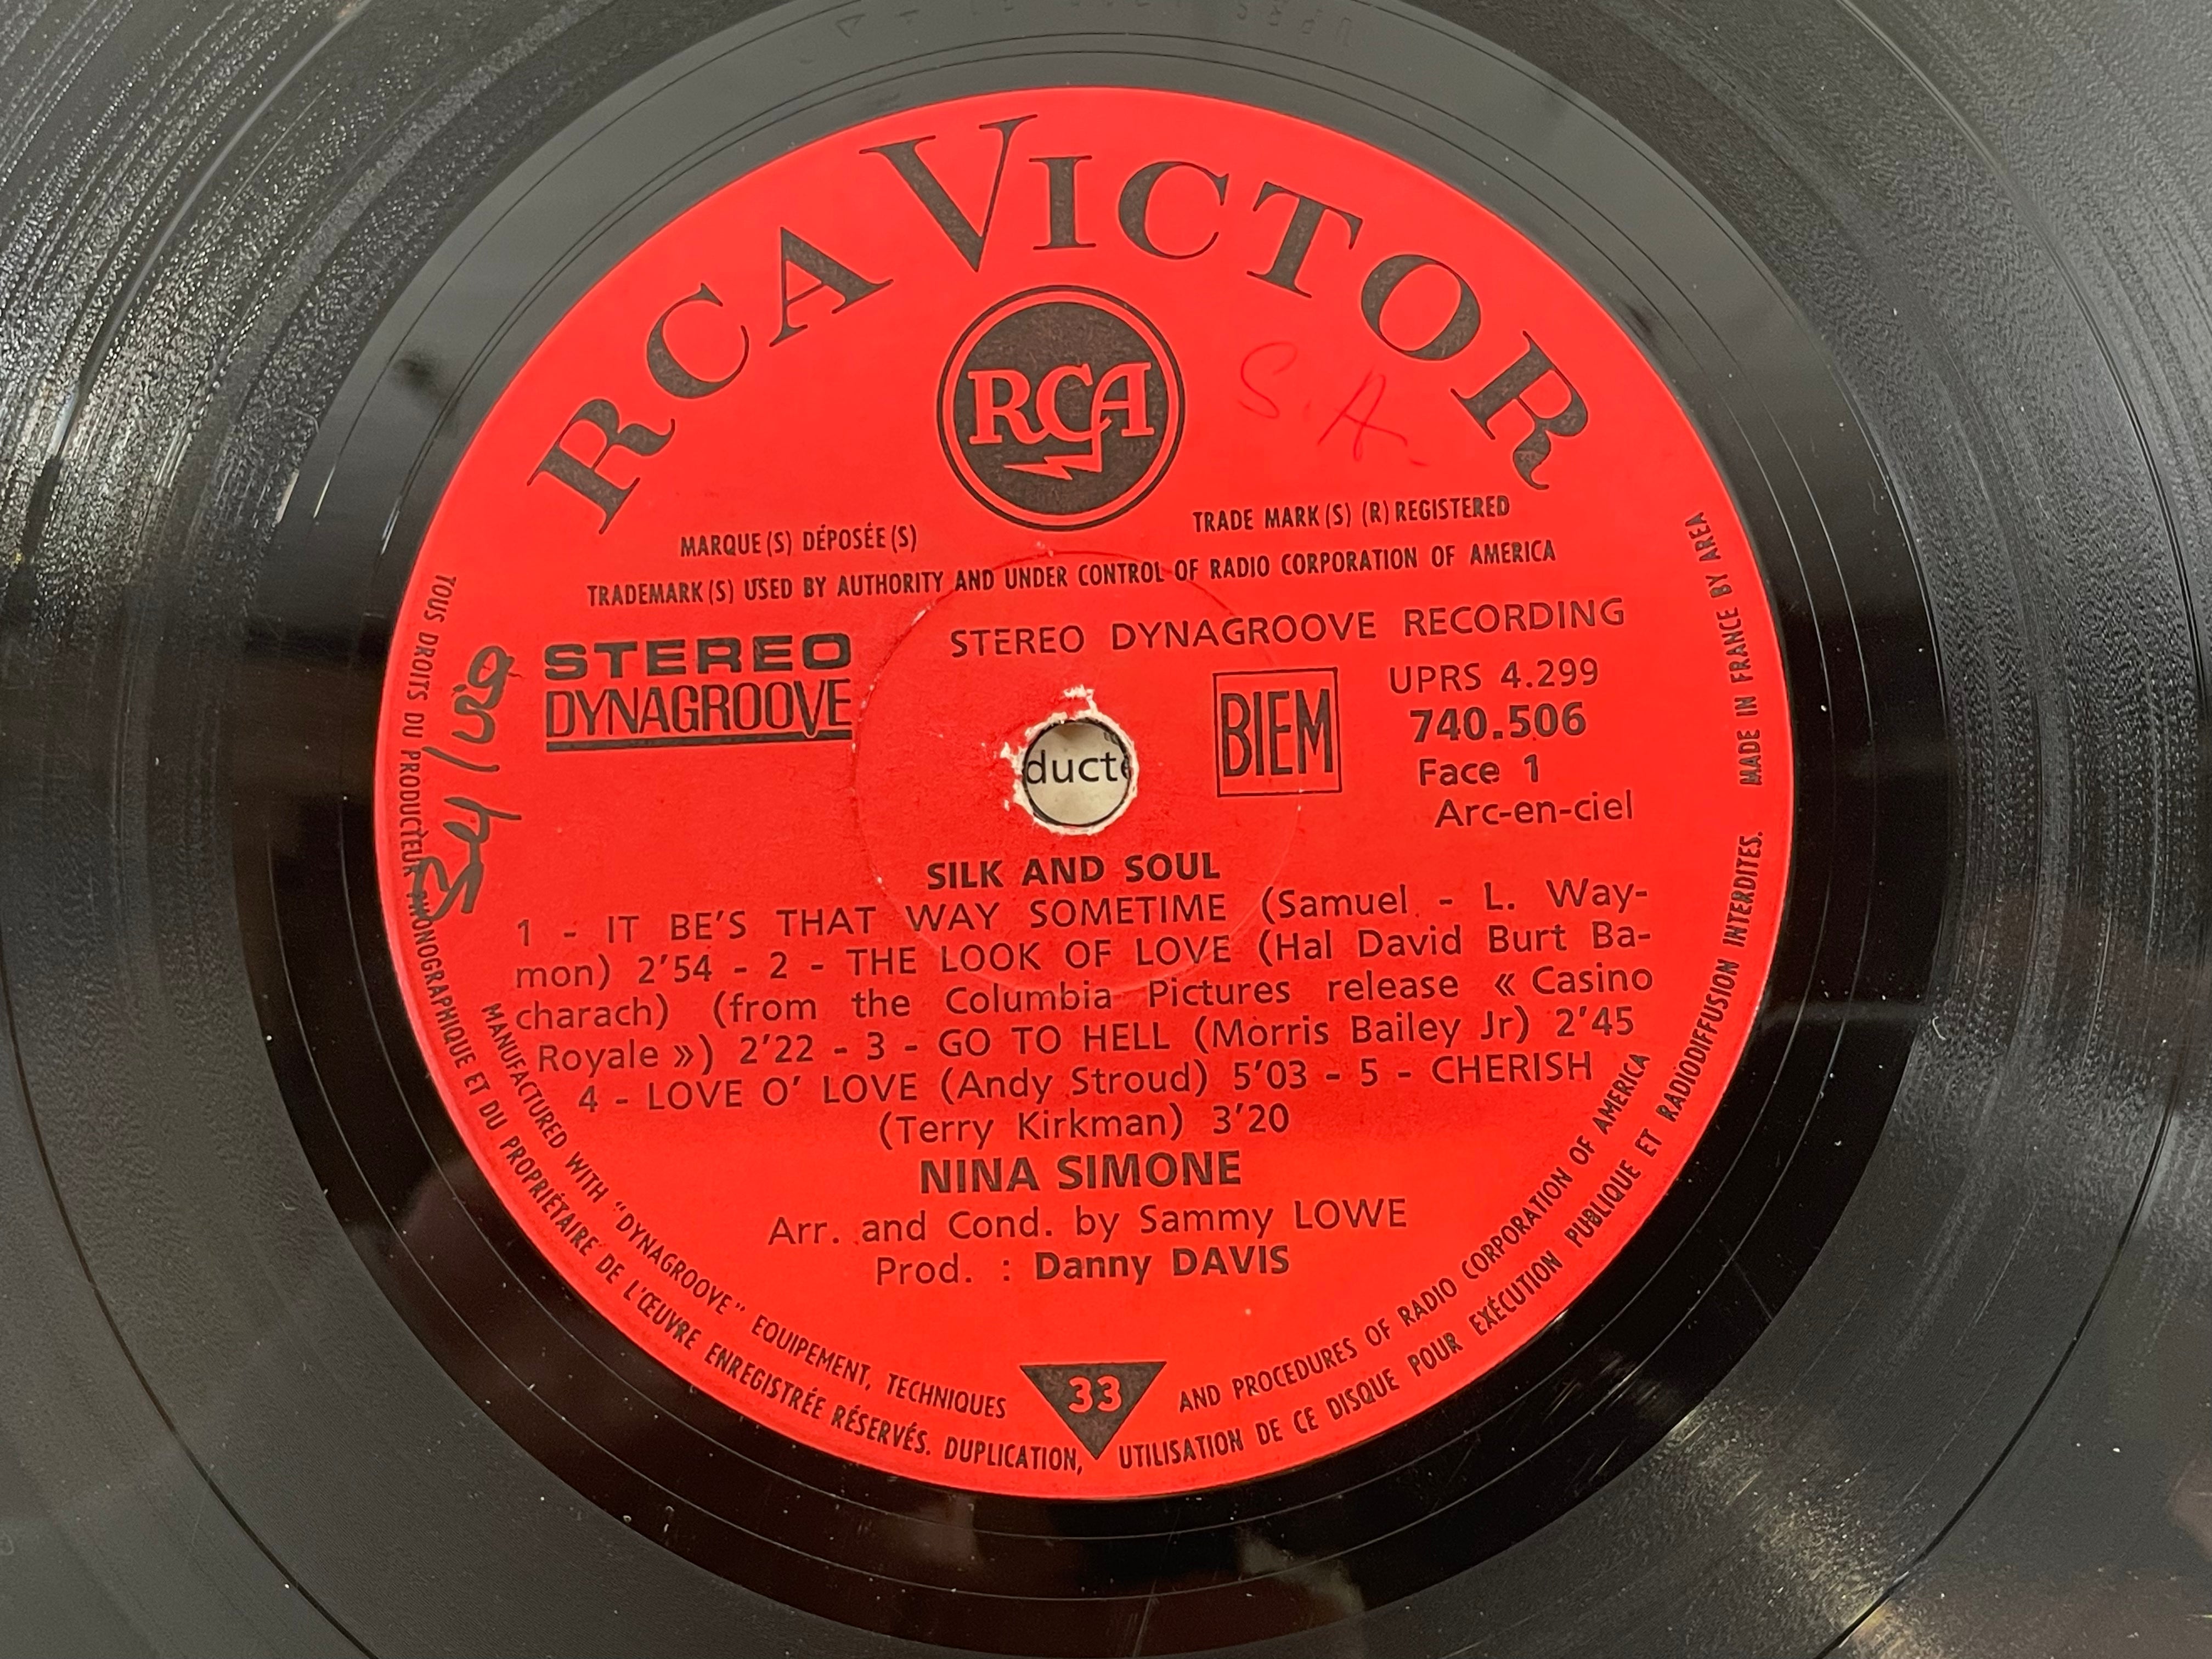 RCA VICTOR
RCA
S.A.
MARQUE(S) DÉPOSÉE(S)
TRADE MARK(S) (R) REGISTERED
TRADEMARK(S) USED BY AUTHORITY AND UNDER CONTROL OF RADIO CORPORATION OF AMERICA
STEREO
DYNAGROOVE
STEREO DYNAGROOVE RECORDING
BIEM
UPRS 4.299
740.506
Face 1
Arc-en-ciel
duct
SILK AND SOUL
1 - IT BE'S THAT WAY SOMETIME (Samuel - L. Way-
mon) 2'54 - 2 - THE LOOK OF LOVE (Hal David Burt Ba-
charach) (from the Columbia Pictures release « Casino
Royale ») 2'22 - 3 - GO TO HELL (Morris Bailey Jr) 2'45
4 - LOVE O' LOVE (Andy Stroud) 5'03 - 5 - CHERISH
(Terry Kirkman) 3'20
NINA SIMONE
Arr. and Cond. by Sammy LOWE
Prod. : Danny DAVIS
33
MANUFACTURED WITH "DYNAGROOVE" EQUIPEMENT, TECHNIQUES AND PROCEDURES OF RADIO CORPORATION OF AMERICA
TOUS DROITS DU PRODUCTEUR PHONOGRAPHIQUE ET DU PROPRIÉTAIRE DE L'ŒUVRE ENREGISTRÉE RÉSERVÉS. DUPLICATION, UTILISATION DE CE DISQUE POUR EXÉCUTION PUBLIQUE ET RADIODIFFUSION INTERDITES. MADE IN FRANCE BY AREA